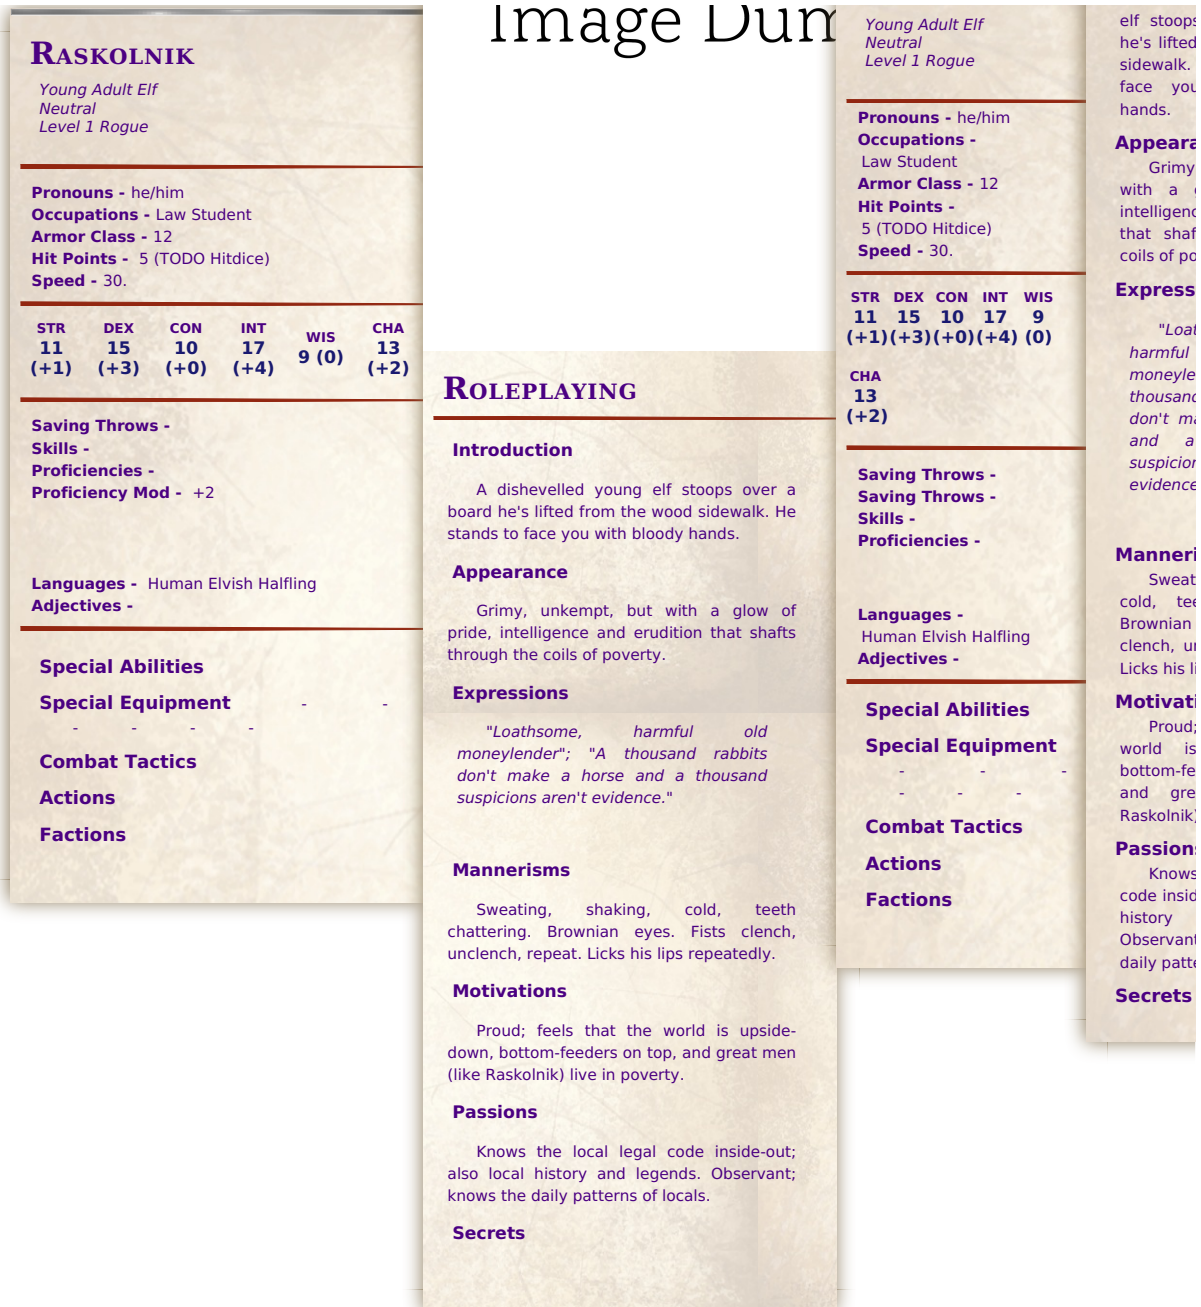 Image Dum
RASKOLNIK
Young Adult Elf
Neutral
Level 1 Rogue
Pronouns - he/him
Occupations - Law Student
Armor Class - 12
Hit Points - 5 (TODO Hitdice)
Speed - 30.
STR DEX CON INT WIS CHA
11 15 10 17 9 (0) 13
(+1) (+3) (+0) (+4) (+2)
Saving Throws -
Skills -
Proficiencies -
Proficiency Mod - +2
Languages - Human Elvish Halfling
Adjectives -
Special Abilities
Special Equipment - -
- - - -
Combat Tactics
Actions
Factions
ROLEPLAYING
Introduction
A dishevelled young elf stoops over a
board he's lifted from the wood sidewalk. He
stands to face you with bloody hands.
Appearance
Grimy, unkempt, but with a glow of
pride, intelligence and erudition that shafts
through the coils of poverty.
Expressions
"Loathsome, harmful old
moneylender"; "A thousand rabbits
don't make a horse and a thousand
suspicions aren't evidence."
Mannerisms
Sweating, shaking, cold, teeth
chattering. Brownian eyes. Fists clench,
unclench, repeat. Licks his lips repeatedly.
Motivations
Proud; feels that the world is upside-
down, bottom-feeders on top, and great men
(like Raskolnik) live in poverty.
Passions
Knows the local legal code inside-out;
also local history and legends. Observant;
knows the daily patterns of locals.
Secrets
Young Adult Elf
Neutral
Level 1 Rogue
Pronouns - he/him
Occupations -
Law Student
Armor Class - 12
Hit Points -
5 (TODO Hitdice)
Speed - 30.
STR DEX CON INT WIS
11 15 10 17 9
(+1) (+3) (+0) (+4) (0)
CHA
13
(+2)
Saving Throws -
Saving Throws -
Skills -
Proficiencies -
Languages -
Human Elvish Halfling
Adjectives -
Special Abilities
Special Equipment
- - -
- - -
Combat Tactics
Actions
Factions
elf stoops
he's lifted
sidewalk.
face you
hands.
Appeara
Grimy
with a
intelligenc
that shaf
coils of po
Express
"Loat
harmful
moneyle
thousand
don't ma
and a
suspicion
evidence
Manneri
Sweat
cold, tee
Brownian
clench, un
Licks his li
Motivati
Proud;
world is
bottom-fe
and gre
Raskolnik)
Passions
Knows
code insid
history
Observant
daily patte
Secrets